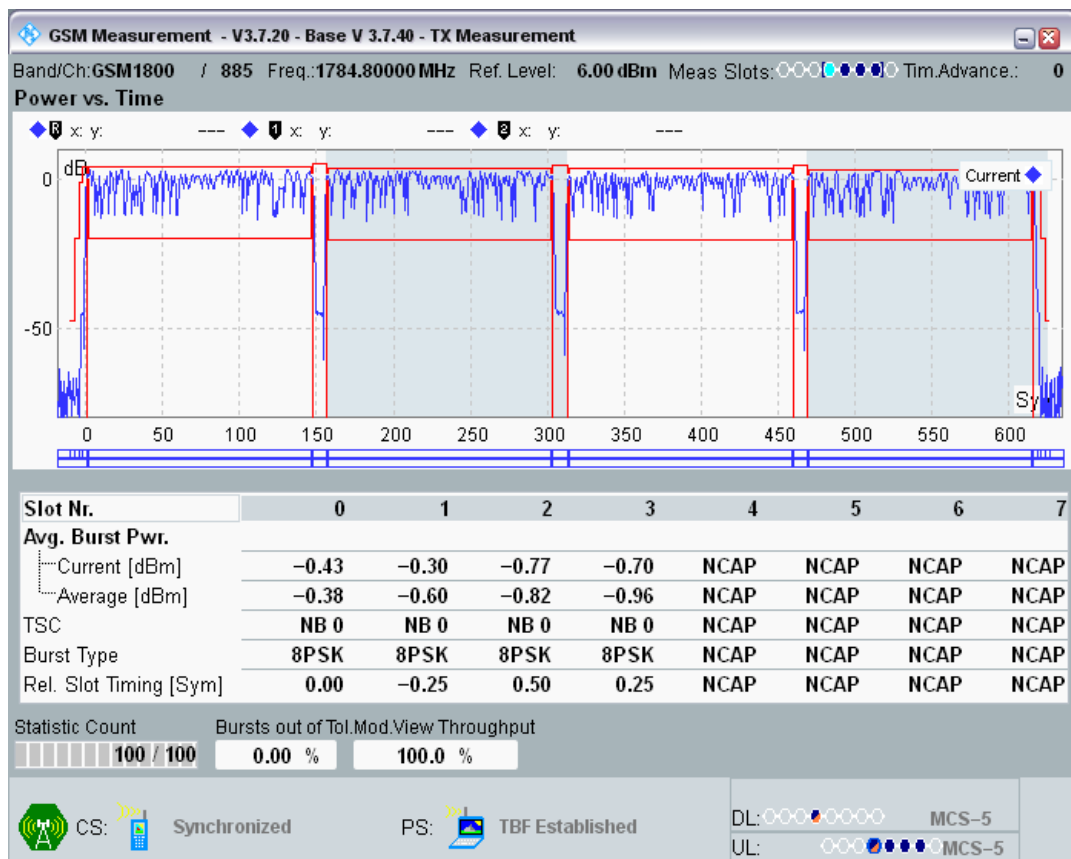 GSM Measurement - V3.7.20 - Base V 3.7.40 - TX Measurement
Band/Ch:GSM1800 / 885 Freq.:1784.80000 MHz Ref. Level: 6.00 dBm Meas Slots: Tim.Advance.: 0
Power vs. Time
R x: y: --- 1 x: y: --- 2 x: y: ---
dB
Current
0
-50
Sy
0 50 100 150 200 250 300 350 400 450 500 550 600
Slot Nr. 0 1 2 3 4 5 6 7
Avg. Burst Pwr.
Current [dBm] −0.43 −0.30 −0.77 −0.70 NCAP NCAP NCAP NCAP
Average [dBm] −0.38 −0.60 −0.82 −0.96 NCAP NCAP NCAP NCAP
TSC NB 0 NB 0 NB 0 NB 0 NCAP NCAP NCAP NCAP
Burst Type 8PSK 8PSK 8PSK 8PSK NCAP NCAP NCAP NCAP
Rel. Slot Timing [Sym] 0.00 −0.25 0.50 0.25 NCAP NCAP NCAP NCAP
Statistic Count Bursts out of Tol.Mod.View Throughput
100 / 100 0.00 % 100.0 %
CS: Synchronized PS: TBF Established
DL: MCS−5
UL: MCS−5